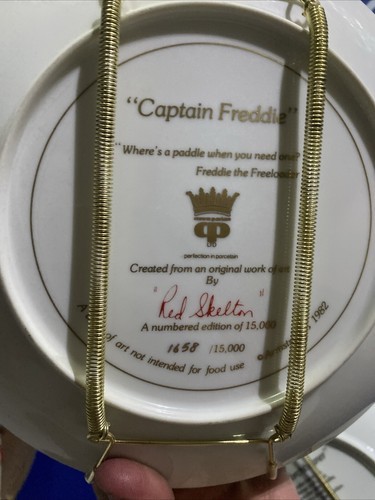 "Captain Freddie"
"Where's a paddle when you need one?
Freddie the Freeloader
perfection in porcelain
Created from an original work of art
By
"Red Skelton"
A numbered edition of 15,000
1658 /15,000
A of art not intended for food use
© 1982